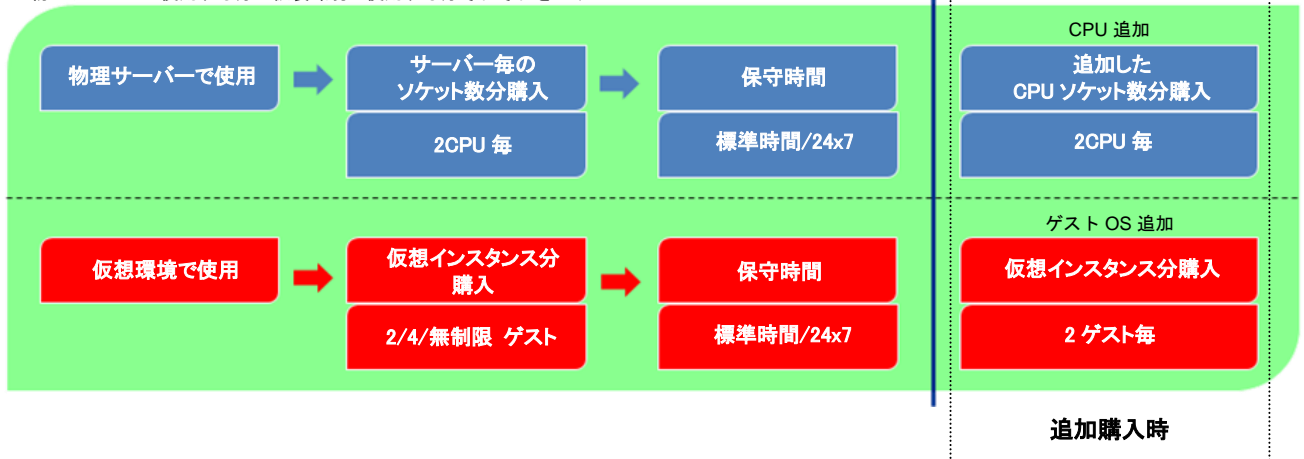 CPU 追加
物理サーバーで使用
サーバー毎の
ソケット数分購入
保守時間
追加した
CPU ソケット数分購入
2CPU 毎
標準時間/24x7
2CPU 毎
ゲスト OS 追加
仮想環境で使用
仮想インスタンス分
購入
保守時間
仮想インスタンス分購入
2/4/無制限 ゲスト
標準時間/24x7
2 ゲスト毎
追加購入時